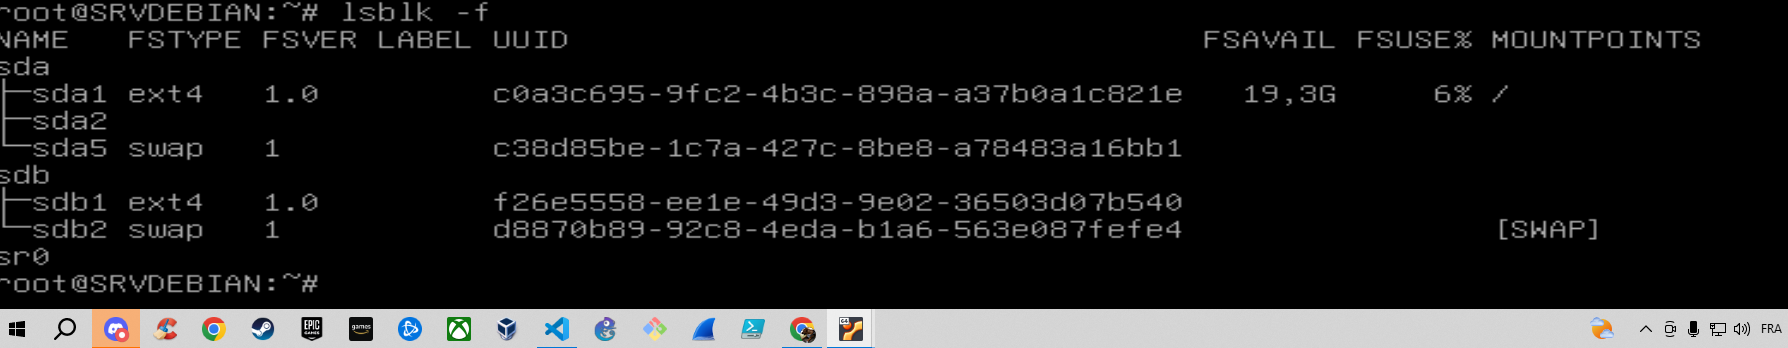 root@SRVDEBIAN:~# lsblk -f
NAME FSTYPE FSVER LABEL UUID FSAVAIL FSUSE% MOUNTPOINTS
sda
├─sda1 ext4 1.0 c0a3c695-9fc2-4b3c-898a-a37b0a1c821e 19,3G 6% /
├─sda2
└─sda5 swap 1 c38d85be-1c7a-427c-8be8-a78483a16bb1
sdb
├─sdb1 ext4 1.0 f26e5558-ee1e-49d3-9e02-36503d07b540
└─sdb2 swap 1 d8870b89-92c8-4eda-b1a6-563e087fefe4 [SWAP]
sr0
root@SRVDEBIAN:~#
EPIC GAMES games G4 FRA